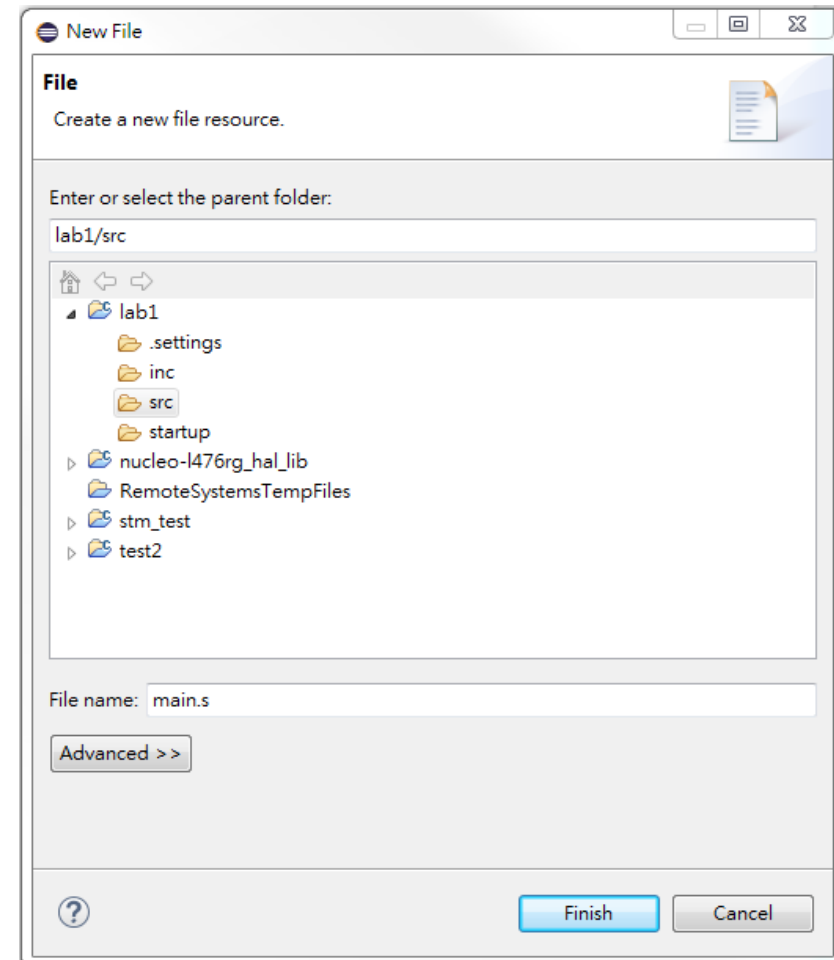 New File
File
Create a new file resource.
Enter or select the parent folder:
lab1/src
lab1
.settings
inc
src
startup
nucleo-l476rg_hal_lib
RemoteSystemsTempFiles
stm_test
test2
File name: main.s
Advanced >>
Finish Cancel